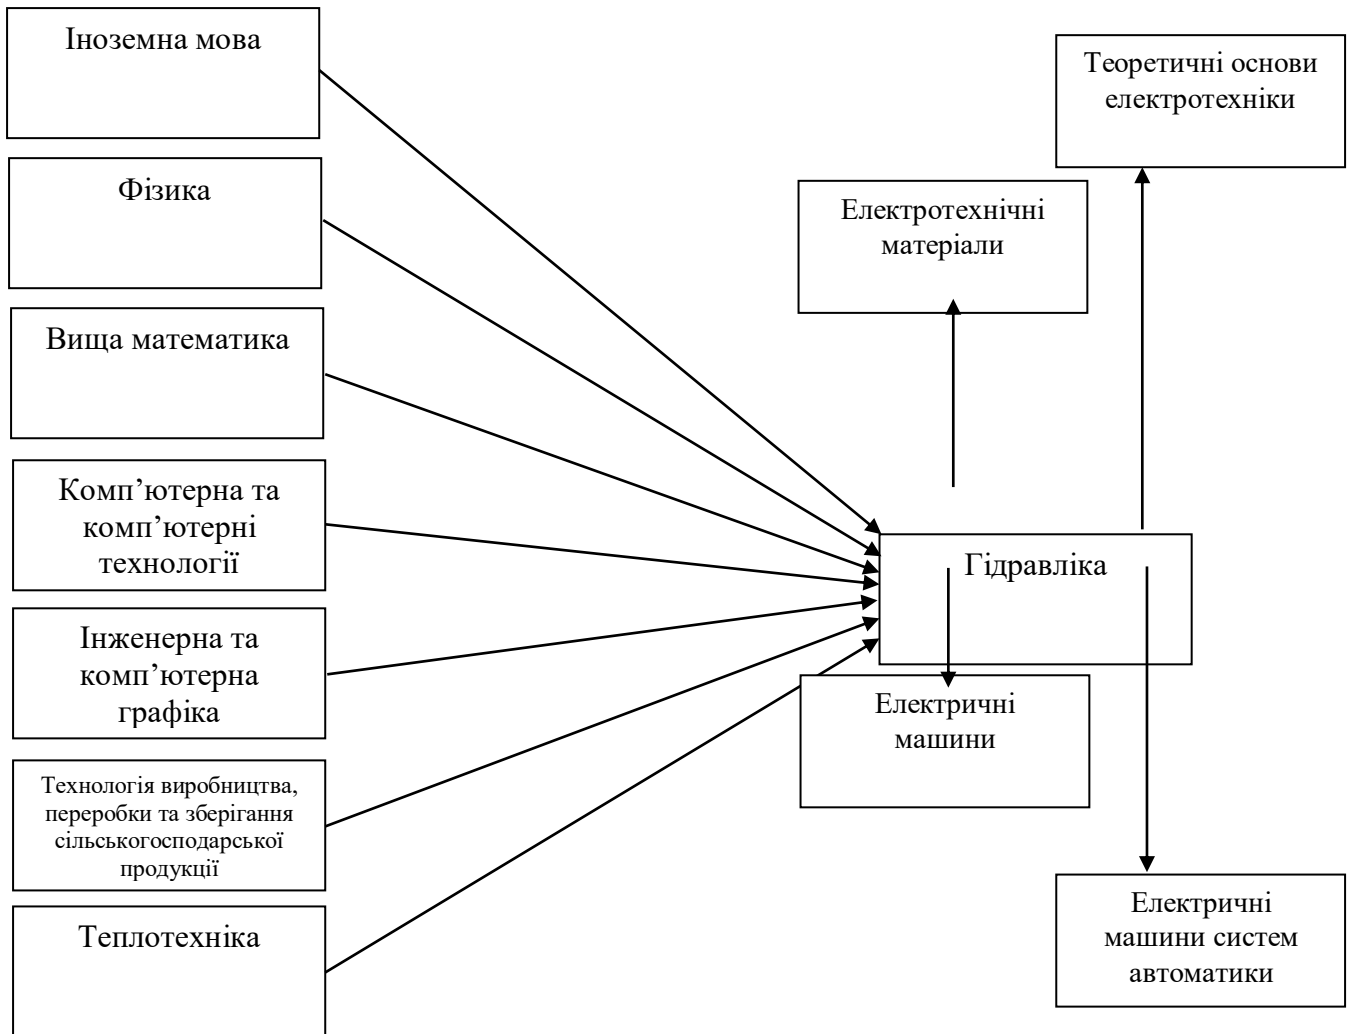 Іноземна мова
Фізика
Вища математика
Комп’ютерна та
комп’ютерні
технології
Інженерна та
комп’ютерна
графіка
Технологія виробництва,
переробки та зберігання
сільськогосподарської
продукції
Теплотехніка
Гідравліка
Електротехнічні
матеріали
Теоретичні основи
електротехніки
Електричні
машини
Електричні
машини систем
автоматики